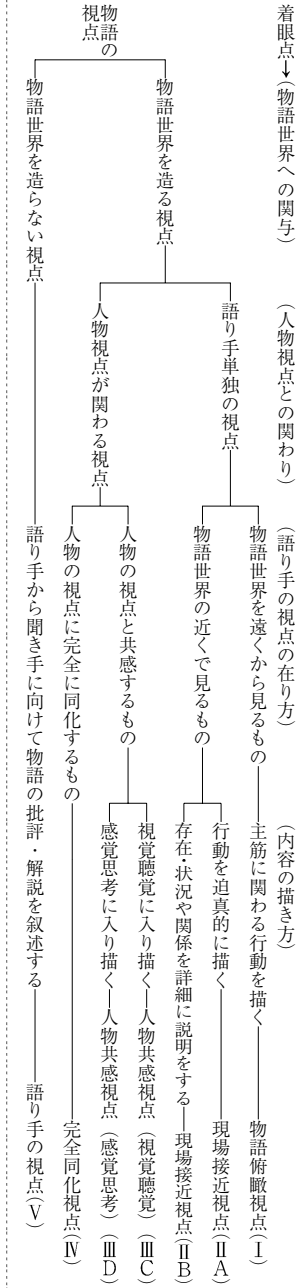 着眼点→(物語世界への関与)
(人物視点との関わり)
(語り手の視点の在り方)
(内容の描き方)
物語の視点
物語世界を造る視点
語り手単独の視点
物語世界を遠くから見るもの
主筋に関わる行動を描く
物語俯瞰視点(Ⅰ)
物語世界の近くで見るもの
行動を迫真的に描く
現場接近視点(ⅡA)
存在・状況や関係を詳細に説明をする
現場接近視点(ⅡB)
人物視点が関わる視点
人物の視点と共感するもの
視覚聴覚に入り描く
人物共感視点(視覚聴覚)(ⅢC)
感覚思考に入り描く
人物共感視点(感覚思考)(ⅢD)
人物の視点に完全に同化するもの
完全同化視点(Ⅳ)
物語世界を造らない視点
語り手から聞き手に向けて物語の批評・解説を叙述する
語り手の視点(Ⅴ)